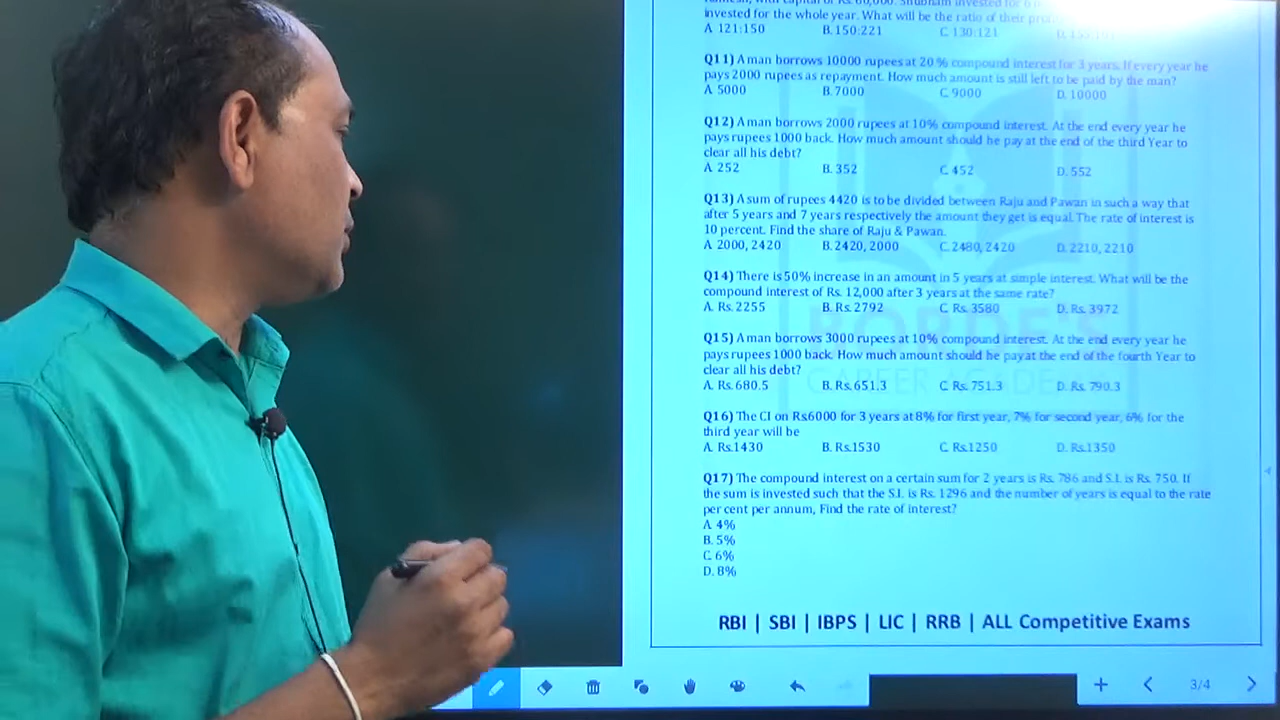 invested for the whole year. What will be the ratio of their
A. 121:150 B. 150:221 C. 130:121
Q11) A man borrows 10000 rupees at 20 % compound interest for 3 years. If every year he
pays 2000 rupees as repayment. How much amount is still left to be paid by the man?
A. 5000 B. 7000 C. 9000 D. 10000
Q12) A man borrows 2000 rupees at 10% compound interest. At the end every year he
pays rupees 1000 back. How much amount should he pay at the end of the third Year to
clear all his debt?
A. 252 B. 352 C. 452 D. 552
Q13) A sum of rupees 4420 is to be divided between Raju and Pawan in such a way that
after 5 years and 7 years respectively the amount they get is equal. The rate of interest is
10 percent. Find the share of Raju & Pawan.
A. 2000, 2420 B. 2420, 2000 C. 2480, 2420 D. 2210, 2210
Q14) There is 50% increase in an amount in 5 years at simple interest. What will be the
compound interest of Rs. 12,000 after 3 years at the same rate?
A. Rs. 2255 B. Rs. 2792 C. Rs. 3580 D. Rs. 3972
Q15) A man borrows 3000 rupees at 10% compound interest. At the end every year he
pays rupees 1000 back. How much amount should he pay at the end of the fourth Year to
clear all his debt?
A. Rs. 680.5 B. Rs. 651.3 C. Rs. 751.3 D. Rs. 790.3
CAREER ACADEMY
Q16) The CI on Rs6000 for 3 years at 8% for first year, 7% for second year, 6% for the
third year will be
A. Rs.1430 B. Rs.1530 C. Rs.1250 D. Rs.1350
Q17) The compound interest on a certain sum for 2 years is Rs. 786 and S.I. is Rs. 750. If
the sum is invested such that the S.I. is Rs. 1296 and the number of years is equal to the rate
per cent per annum, Find the rate of interest?
A. 4%
B. 5%
C. 6%
D. 8%
RBI | SBI | IBPS | LIC | RRB | ALL Competitive Exams
3/4